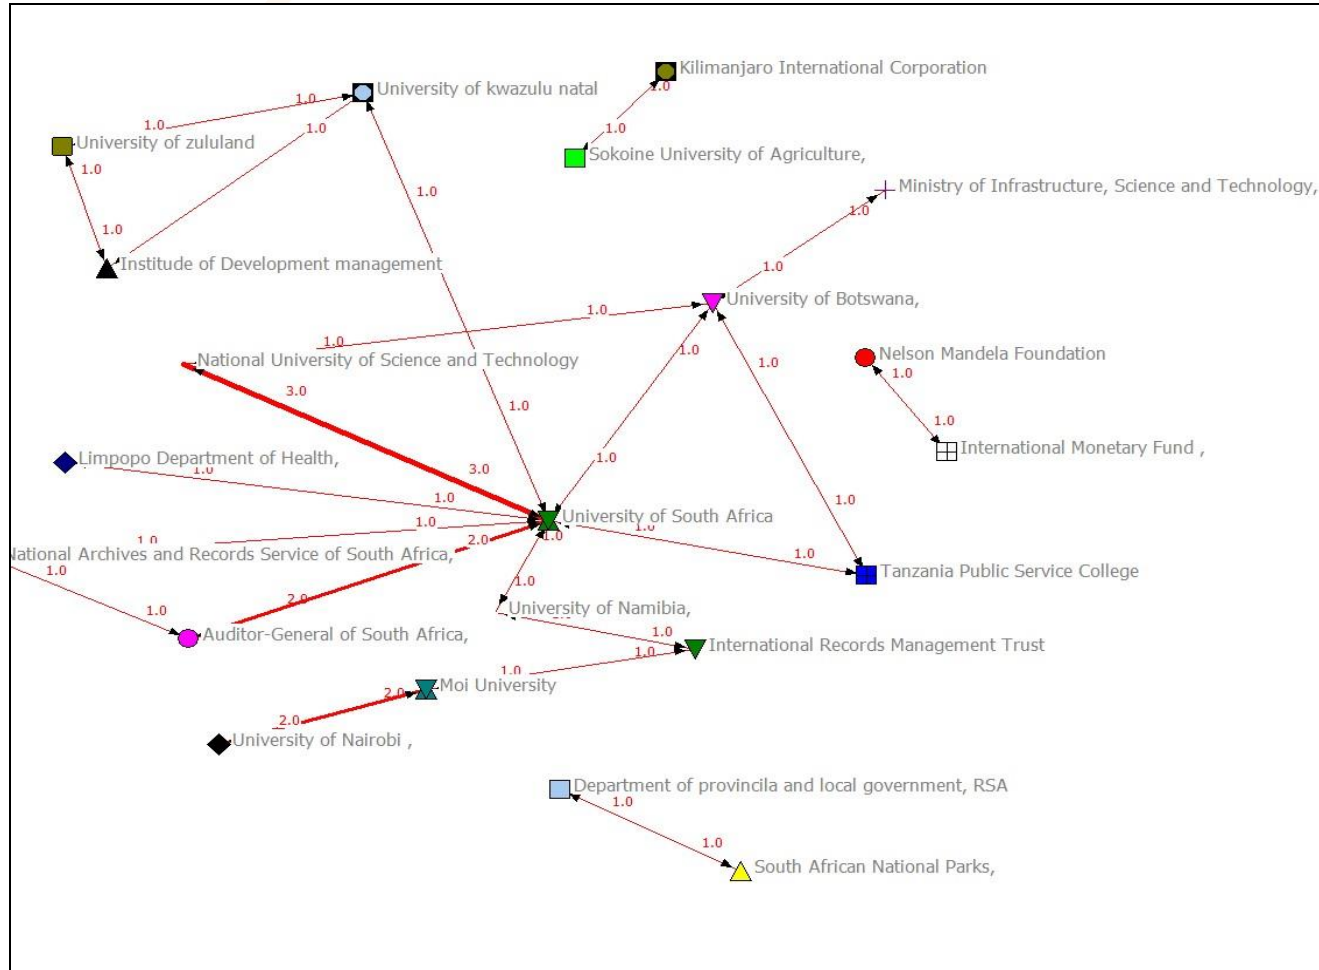 Kilimanjaro International Corporation
1.0
University of kwazulu natal
1.0
1.0
1.0
1.0
University of zululand
Sokoine University of Agriculture,
1.0
1.0
Ministry of Infrastructure, Science and Technology,
1.0
1.0
1.0
Institude of Development management
1.0
University of Botswana,
1.0
1.0
1.0
Nelson Mandela Foundation
National University of Science and Technology
1.0
1.0
3.0
1.0
1.0
International Monetary Fund ,
Limpopo Department of Health,
1.0
3.0
1.0
1.0
1.0
University of South Africa
1.0
1.0
1.0
2.0
1.0
National Archives and Records Service of South Africa,
1.0
1.0
Tanzania Public Service College
1.0
2.0
University of Namibia,
1.0
Auditor-General of South Africa,
1.0
1.0
International Records Management Trust
1.0
Moi University
2.0
2.0
University of Nairobi ,
Department of provincila and local government, RSA
1.0
1.0
South African National Parks,